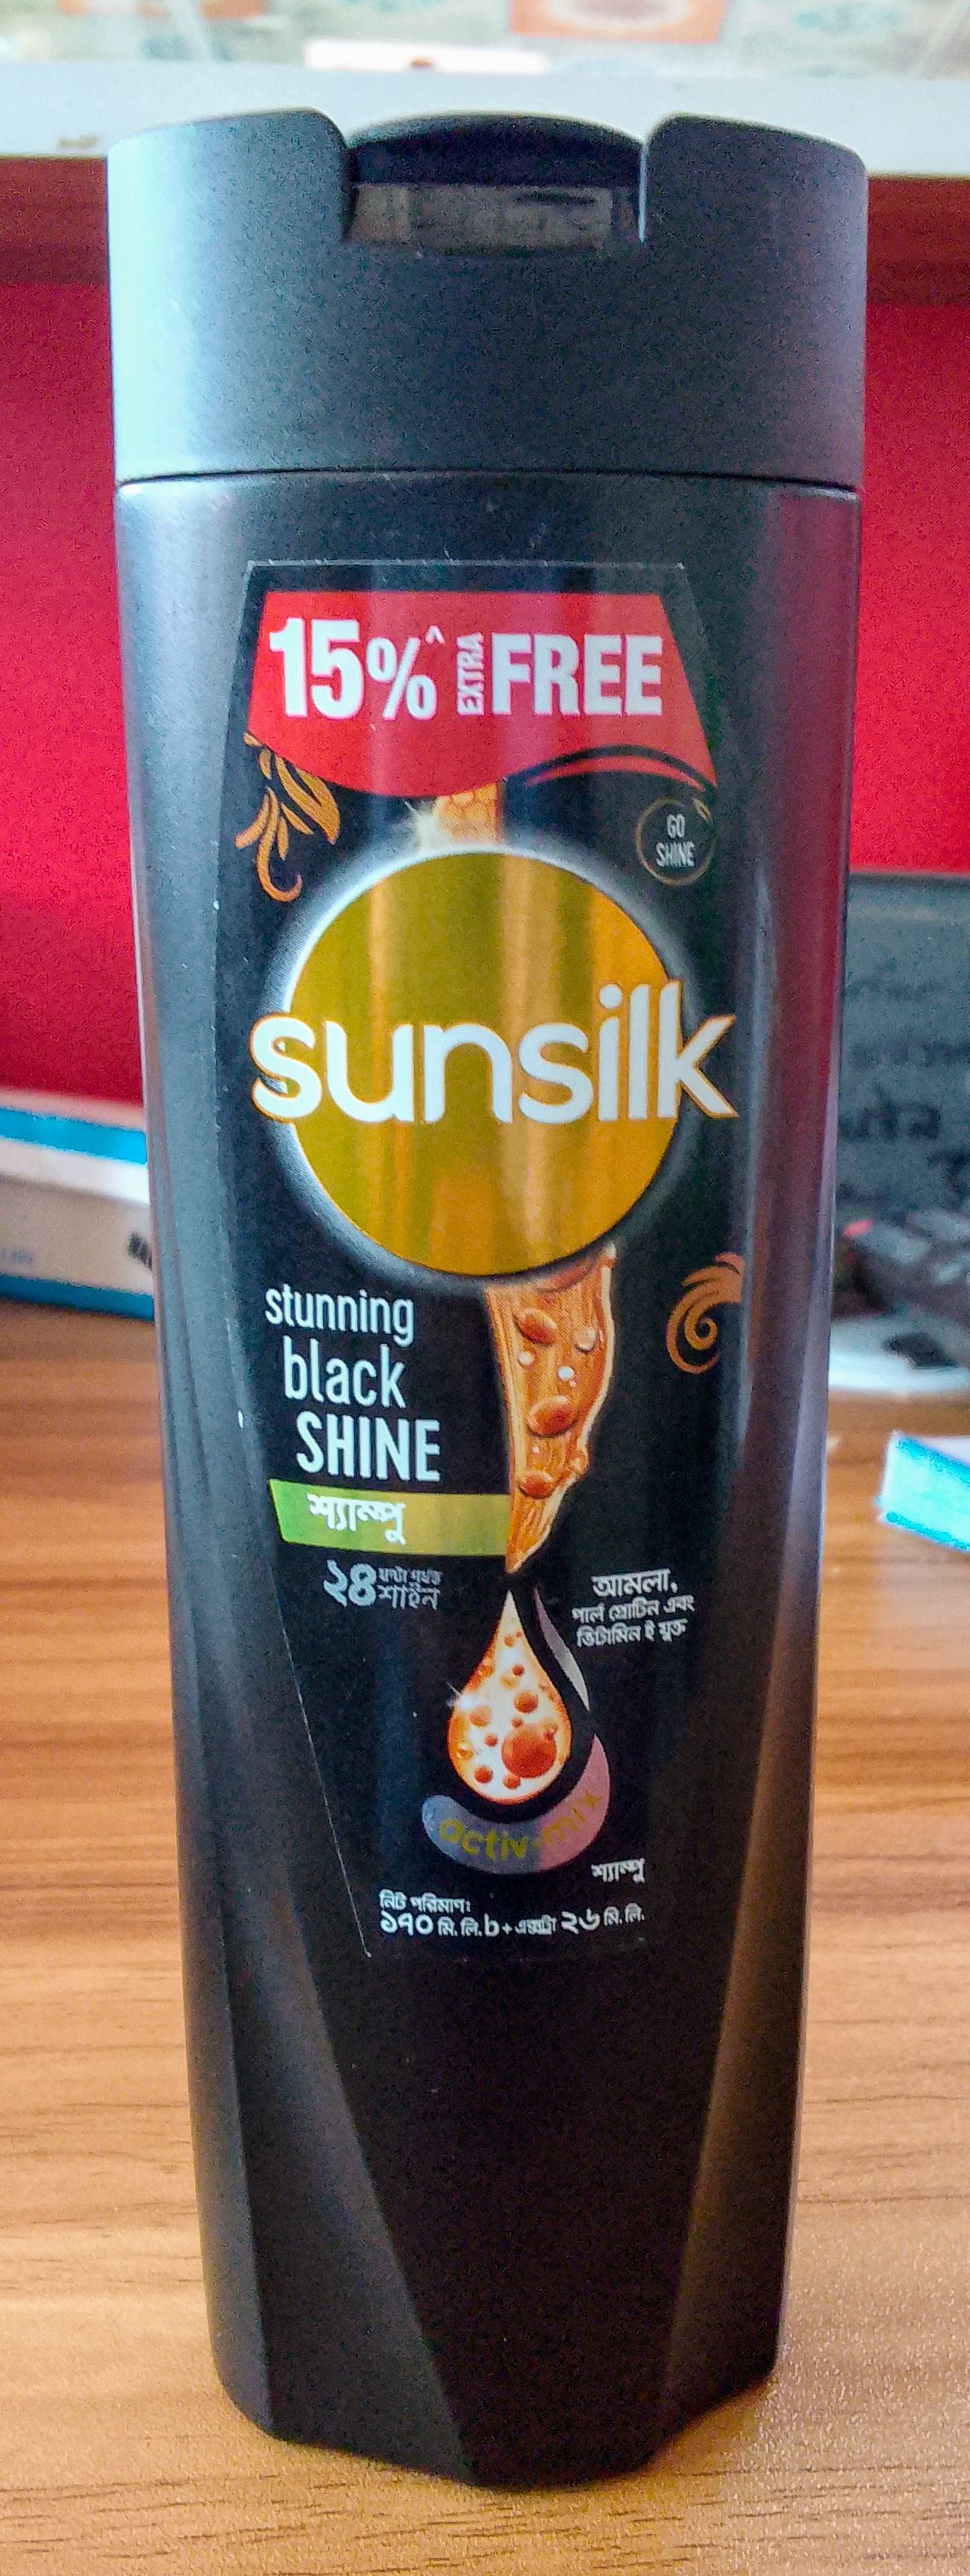 15%^ EXTRA FREE
GO
SHINE
sunsilk
stunning
black
SHINE
শ্যাম্পু
২৪ ঘন্টা পর্যন্ত
শাইন
আমলা,
পার্ল প্রোটিন এবং
ভিটামিন ই যুক্ত
activ-mix
শ্যাম্পু
নিট পরিমাণ:
১৭০ মি. লি. b + এক্সট্রা ২৬ মি. লি.